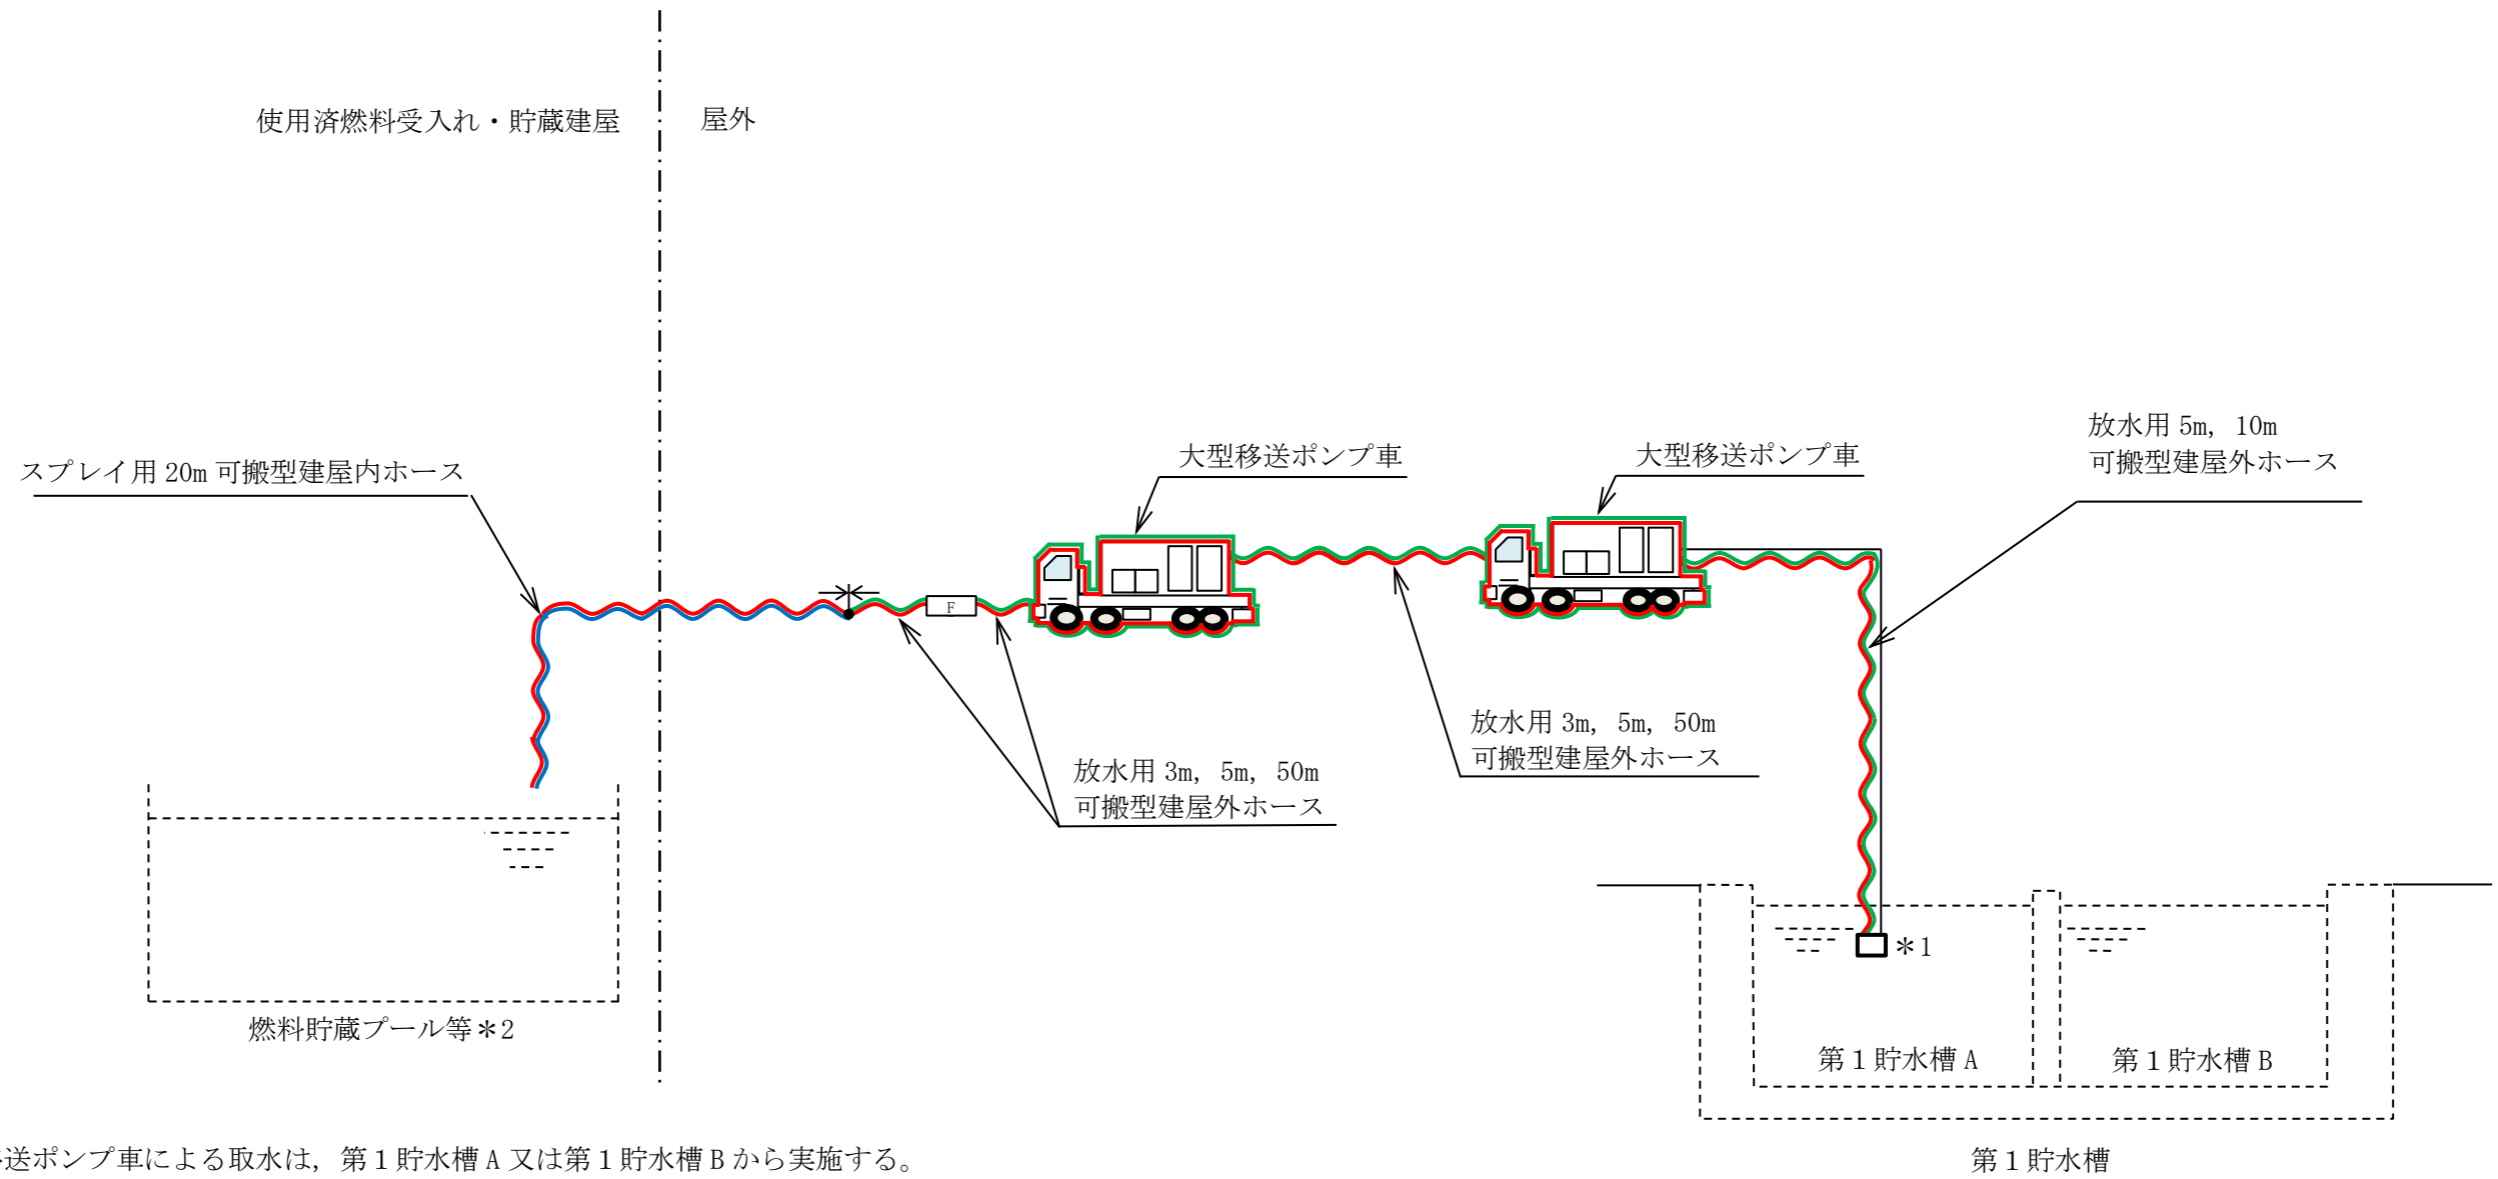 使用済燃料受入れ・貯蔵建屋
屋外
放水用 5m, 10m
可搬型建屋外ホース
大型移送ポンプ車
大型移送ポンプ車
スプレイ用 20m 可搬型建屋内ホース
F
放水用 3m, 5m, 50m
可搬型建屋外ホース
放水用 3m, 5m, 50m
可搬型建屋外ホース
＊1
燃料貯蔵プール等＊2
第１貯水槽 A
第１貯水槽 B
送ポンプ車による取水は, 第１貯水槽 A 又は第１貯水槽 B から実施する。
第１貯水槽